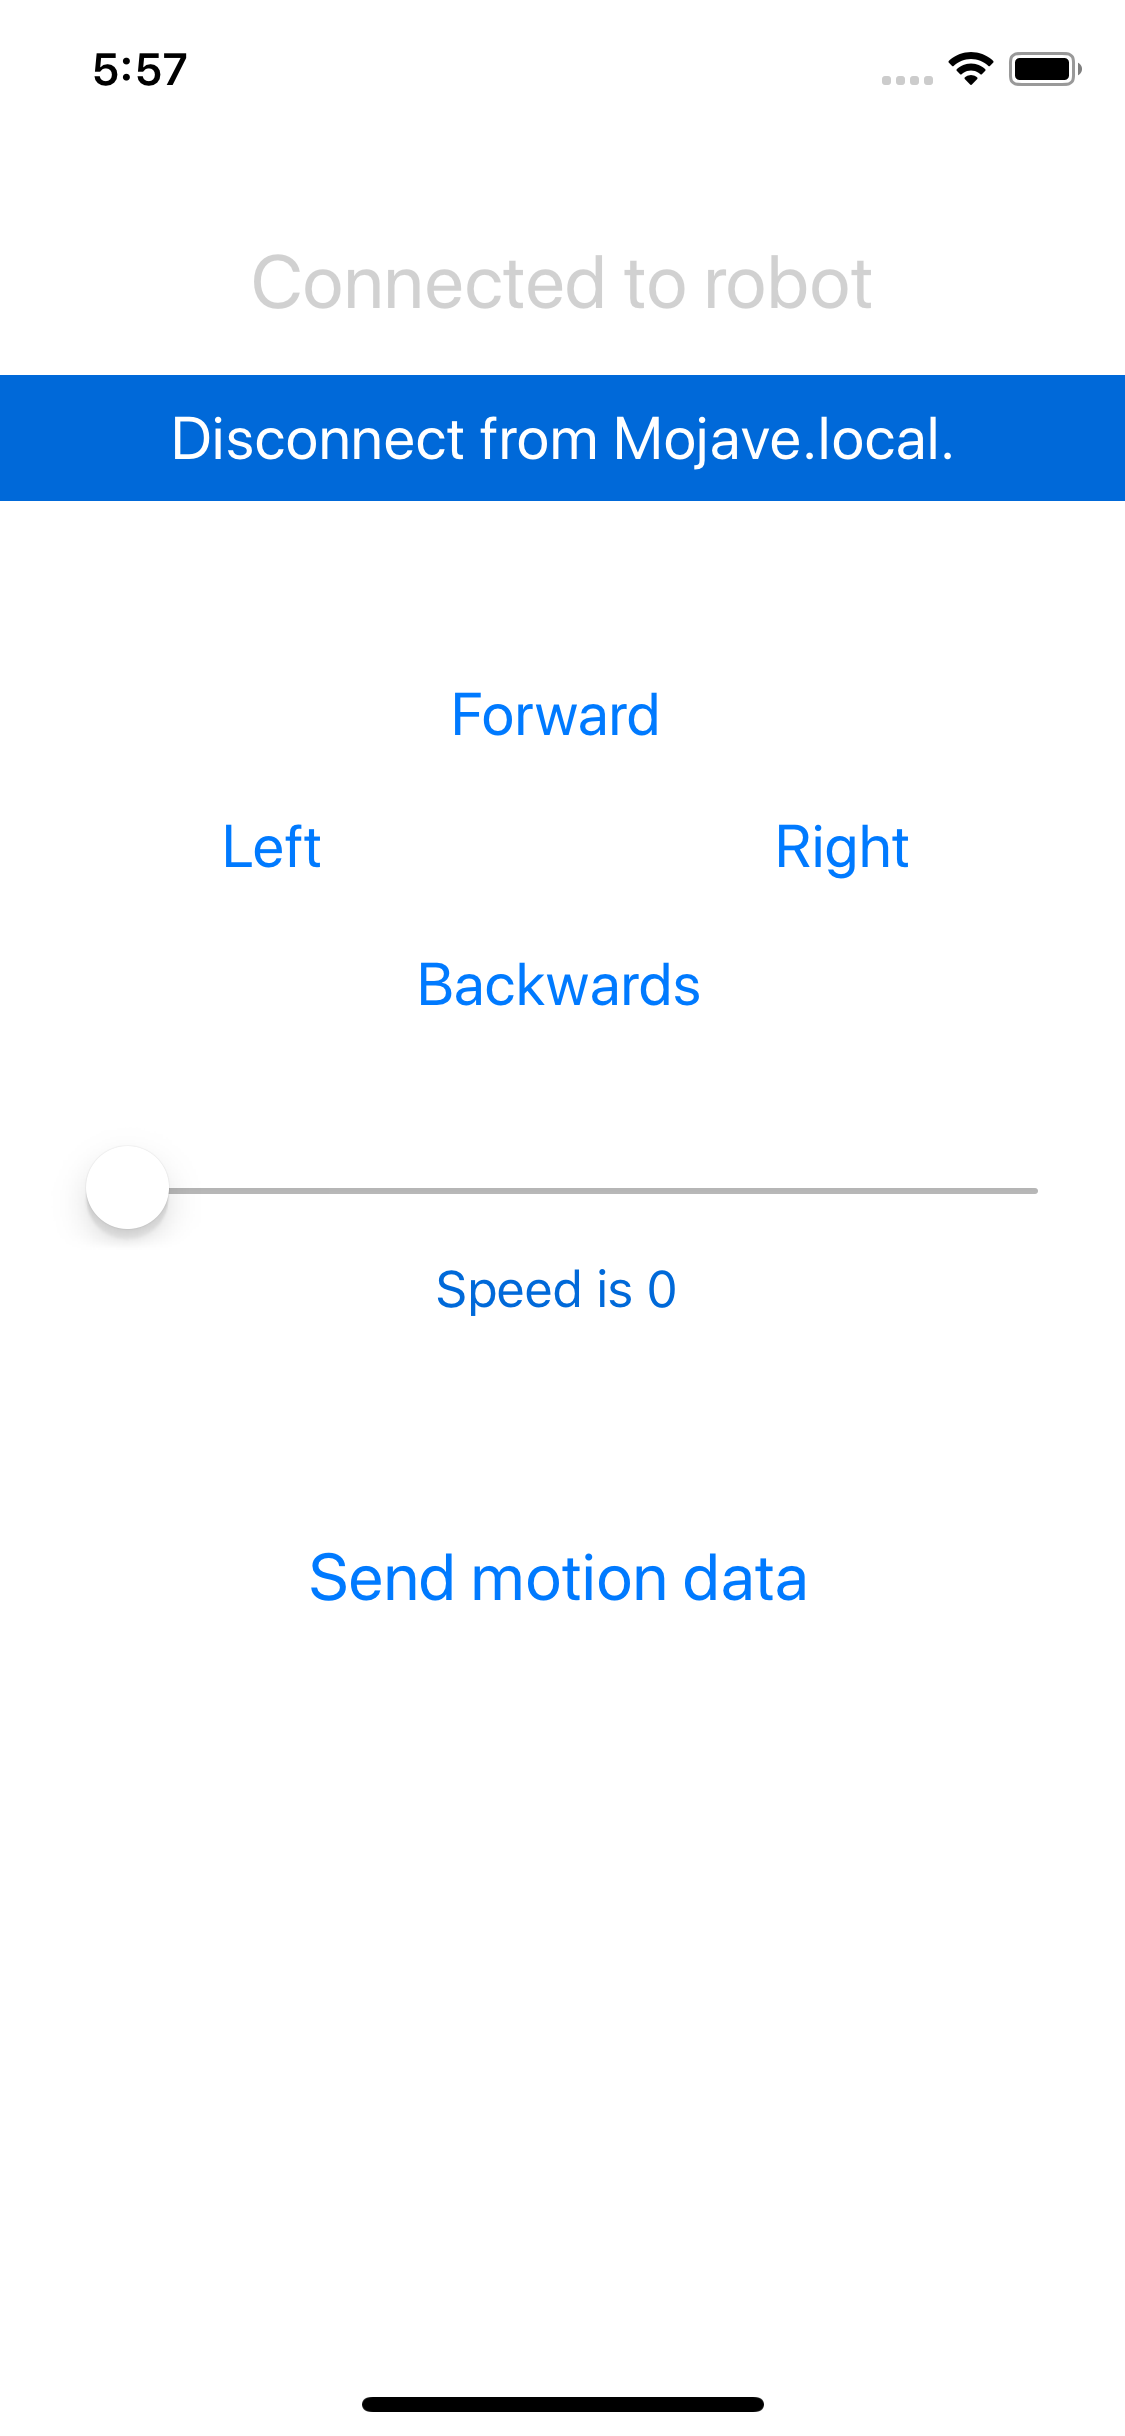 5:57
Connected to robot
Disconnect from Mojave.local.
Forward
Left Right
Backwards
Speed is 0
Send motion data